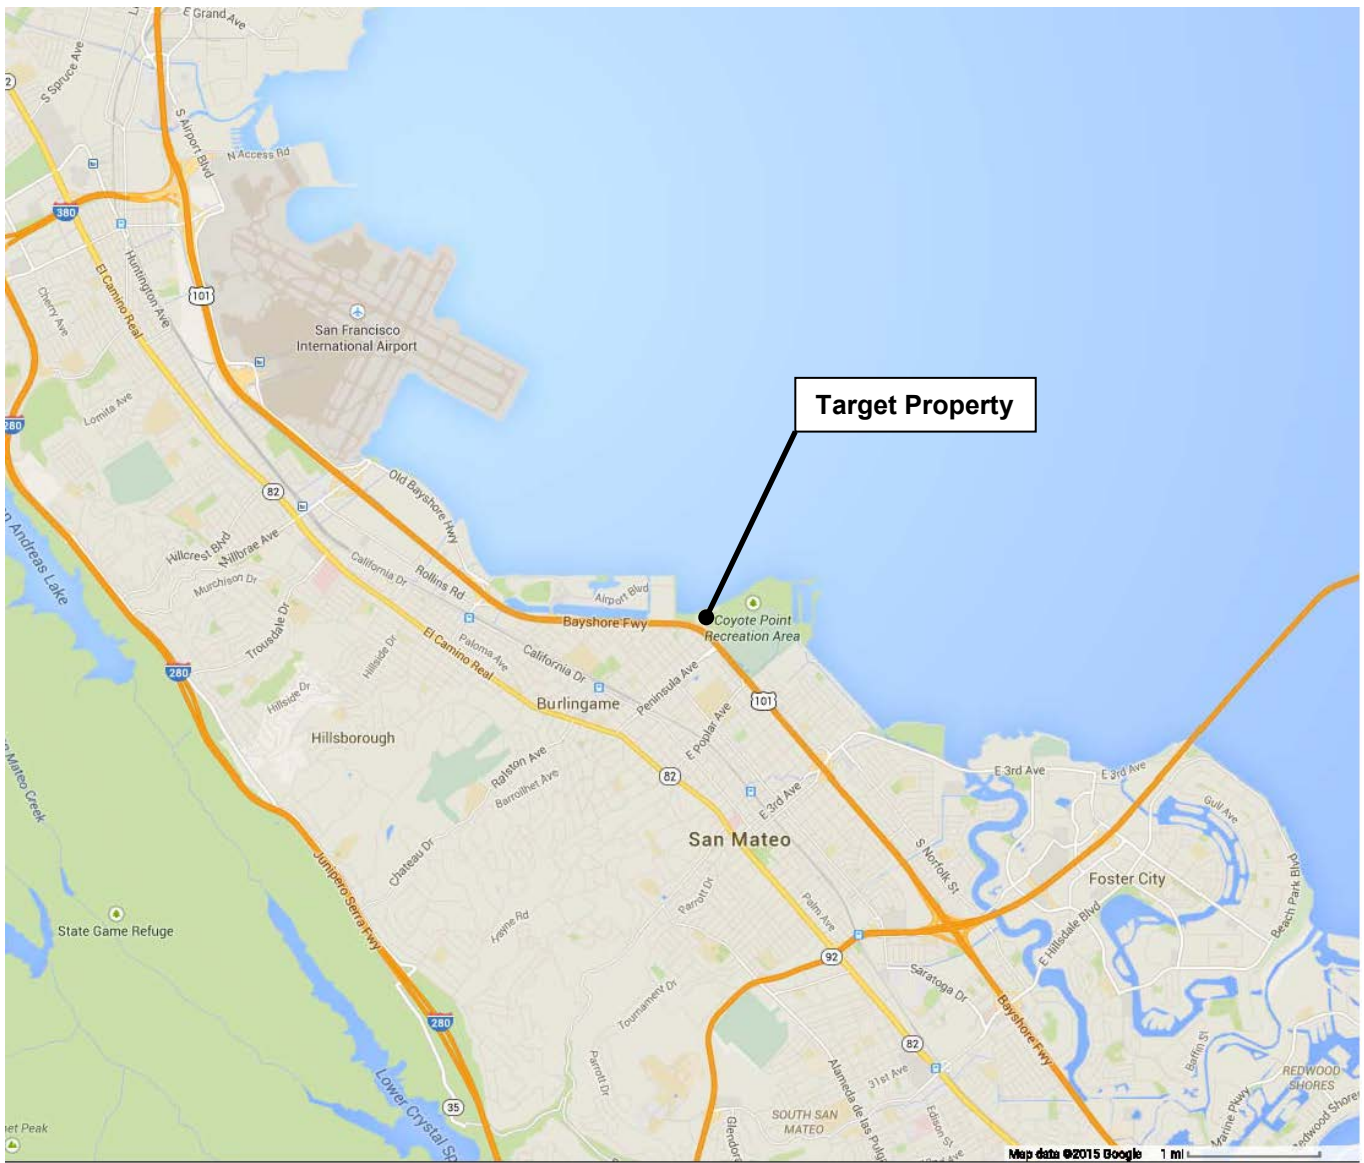 E Grand Ave
S Spruce Ave
S Airport Blvd
N Access Rd
380
Huntington Ave
El Camino Real
Cherry Ave
101
San Francisco
International Airport
Lomita Ave
280
Target Property
82
Old Bayshore Hwy
Hillcrest Blvd
Millbrae Ave
Murchison Dr
California Dr
Rollins Rd
Airport Blvd
Bayshore Fwy
Coyote Point
Recreation Area
Trousdale Dr
Hillside Dr
El Camino Real
Paloma Ave
California Dr
Peninsula Ave
280
Hillside Dr
Burlingame
101
E Poplar Ave
Hillsborough
Ralston Ave
Barroilhet Ave
82
E 3rd Ave
E 3rd Ave
E 3rd Ave
Gull Ave
Mateo Creek
Chateau Dr
San Mateo
S Norfolk St
Foster City
Junipero Serra Fwy
Parrott Dr
Palm Ave
Beach Park Blvd
State Game Refuge
Hayne Rd
E Hillsdale Blvd
92
Saratoga Dr
Tournament Dr
280
Bayshore Fwy
82
Baffin St
Parrott Dr
31st Ave
REDWOOD
SHORES
Lower Crystal
35
SOUTH SAN
MATEO
Alameda de las
Edison St
Marine Pkwy
Peak
Map data ©2015 Google
1 mi